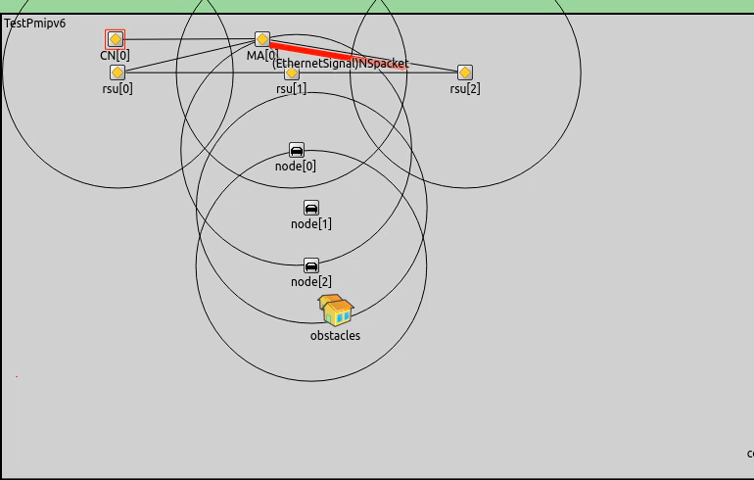 TestPmipv6
CN[0]
MA[0]
(EthernetSignal)NSpacket
rsu[0]
rsu[1]
rsu[2]
node[0]
node[1]
node[2]
obstacles